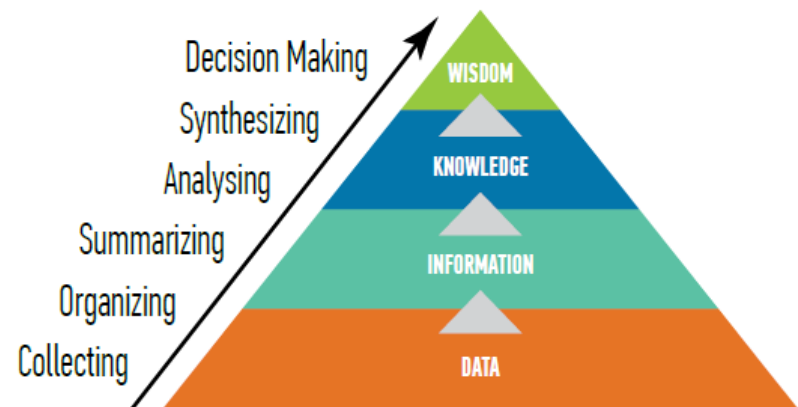 Decision Making
WISDOM
Synthesizing
KNOWLEDGE
Analysing
Summarizing
INFORMATION
Organizing
Collecting
DATA